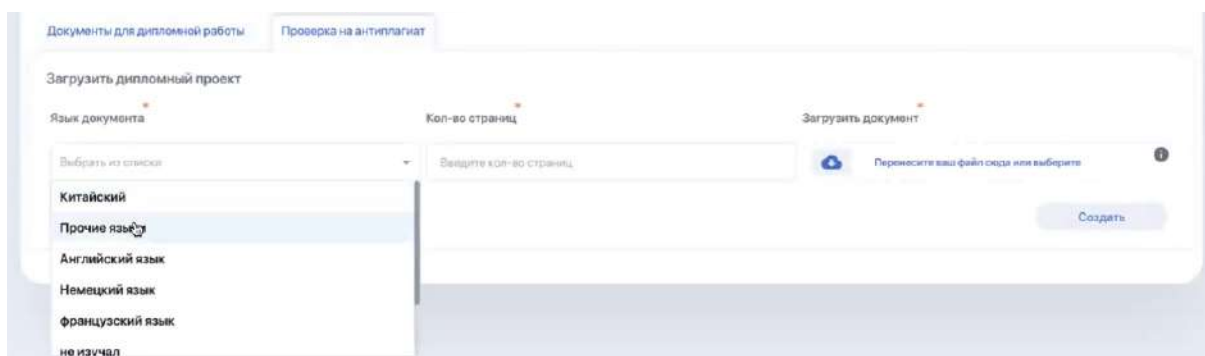 Документы для дипломной работы Проверка на антиплагиат
Загрузить дипломный проект
Язык документа * Кол-во страниц * Загрузить документ *
Выбрать из списка Введите кол-во страниц Перенесите ваш файл сюда или выберите
Китайский
Прочие языки
Создать
Английский язык
Немецкий язык
французский язык
не изучал